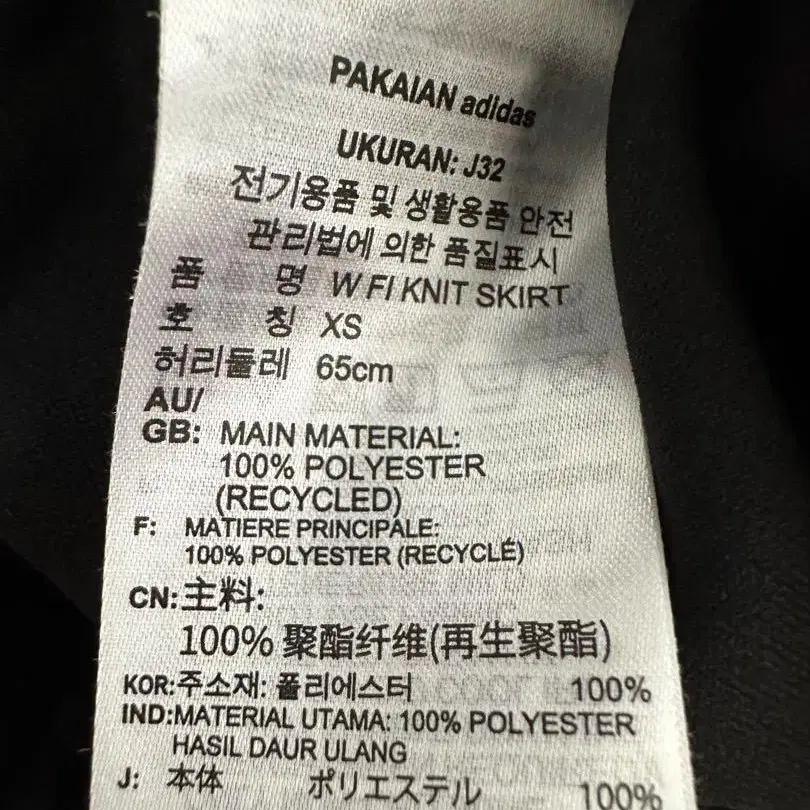 PAKAIAN adidas
UKURAN: J32
전기용품 및 생활용품 안전
관리법에 의한 품질표시
품 명 W FI KNIT SKIRT
호 칭 XS
허리둘레 65cm
AU/
GB: MAIN MATERIAL:
100% POLYESTER
(RECYCLED)
F: MATIERE PRINCIPALE:
100% POLYESTER (RECYCLÉ)
CN:主料:
100% 聚酯纤维(再生聚酯)
KOR:주소재: 폴리에스터 100%
IND:MATERIAL UTAMA: 100% POLYESTER
HASIL DAUR ULANG
J: 本体 ポリエステル 100%